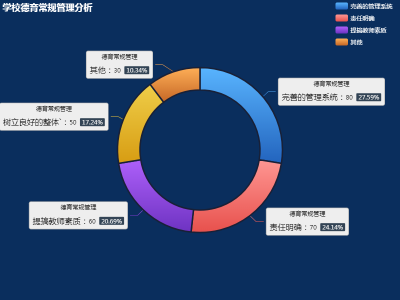 学校德育常规管理分析
完善的管理系统
责任明确
提搞教师素质
其他
德育常规管理
其他：30 10.34%
德育常规管理
完善的管理系统：80 27.59%
德育常规管理
树立良好的整体`：50 17.24%
德育常规管理
提搞教师素质：60 20.69%
德育常规管理
责任明确：70 24.14%